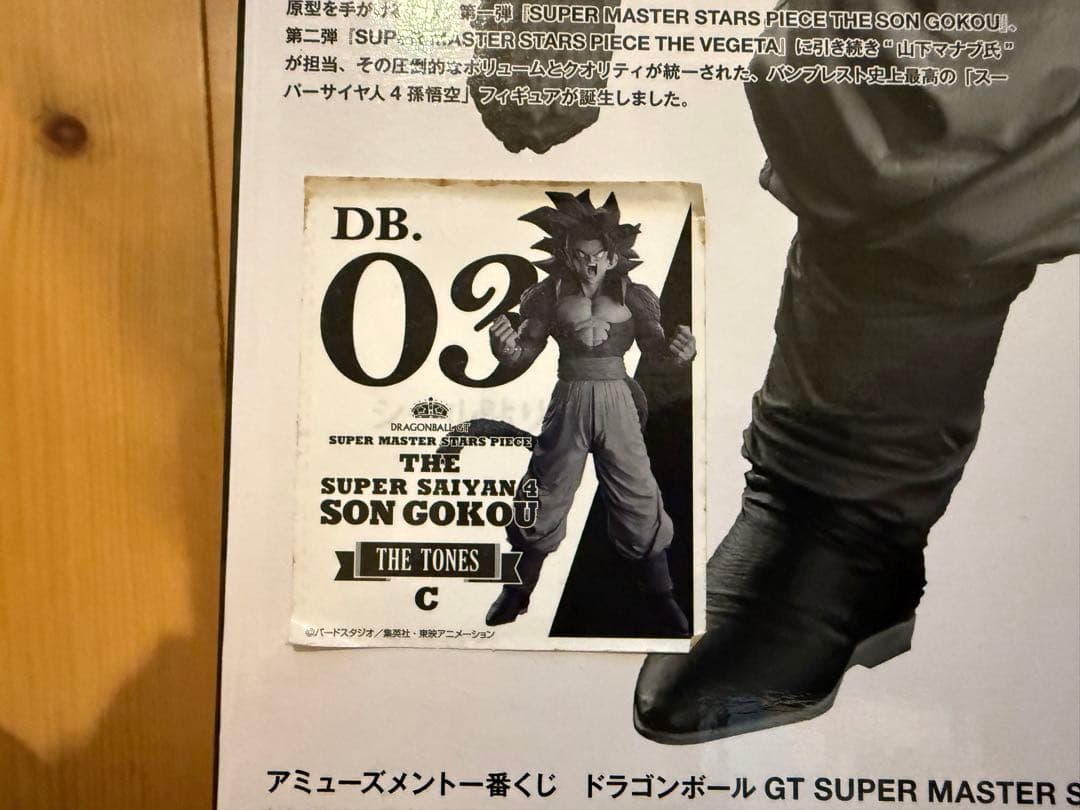 原型を手がけ 第一弾『SUPER MASTER STARS PIECE THE SON GOKOU』、
第二弾『SUPER MASTER STARS PIECE THE VEGETA』に引き続き"山下マナブ氏"
が担当、その圧倒的なボリュームとクオリティが統一された、バンプレスト史上最高の『スー
パーサイヤ人4孫悟空』フィギュアが誕生しました。
DB.
03
DRAGONBALL GT
SUPER MASTER STARS PIECE
THE
SUPER SAIYAN 4
SON GOKOU
THE TONES
C
©バードスタジオ/集英社・東映アニメーション
アミューズメント一番くじ ドラゴンボール GT SUPER MASTER S